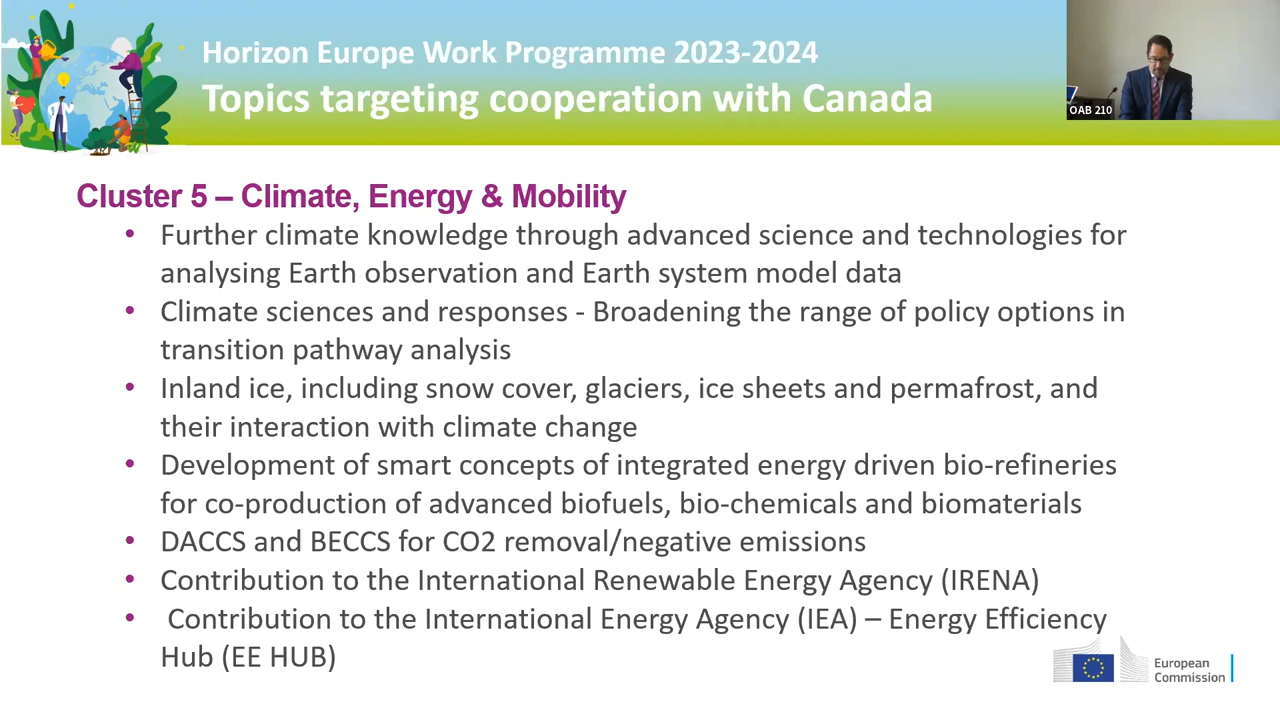 Horizon Europe Work Programme 2023-2024
Topics targeting cooperation with Canada
OAB 210
Cluster 5 – Climate, Energy & Mobility
• Further climate knowledge through advanced science and technologies for
analysing Earth observation and Earth system model data
• Climate sciences and responses - Broadening the range of policy options in
transition pathway analysis
• Inland ice, including snow cover, glaciers, ice sheets and permafrost, and
their interaction with climate change
• Development of smart concepts of integrated energy driven bio-refineries
for co-production of advanced biofuels, bio-chemicals and biomaterials
• DACCS and BECCS for CO2 removal/negative emissions
• Contribution to the International Renewable Energy Agency (IRENA)
• Contribution to the International Energy Agency (IEA) – Energy Efficiency
Hub (EE HUB)
European
Commission